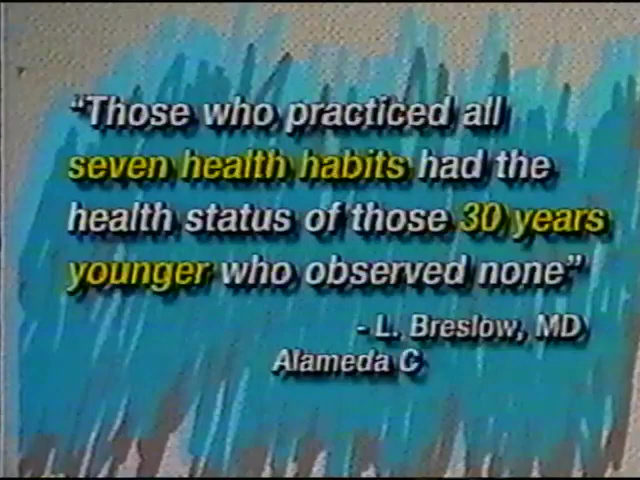 "Those who practiced all
seven health habits had the
health status of those 30 years
younger who observed none"
- L. Breslow, MD
Alameda C